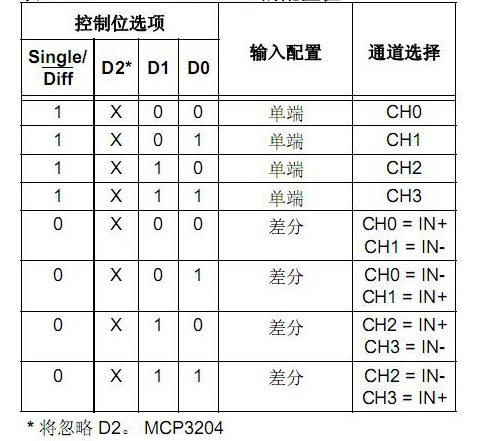 控制位选项 输入配置 通道选择
Single/Diff D2* D1 D0
1 X 0 0 单端 CH0
1 X 0 1 单端 CH1
1 X 1 0 单端 CH2
1 X 1 1 单端 CH3
0 X 0 0 差分 CH0 = IN+
CH1 = IN-
0 X 0 1 差分 CH0 = IN-
CH1 = IN+
0 X 1 0 差分 CH2 = IN+
CH3 = IN-
0 X 1 1 差分 CH2 = IN-
CH3 = IN+
* 将忽略 D2。 MCP3204